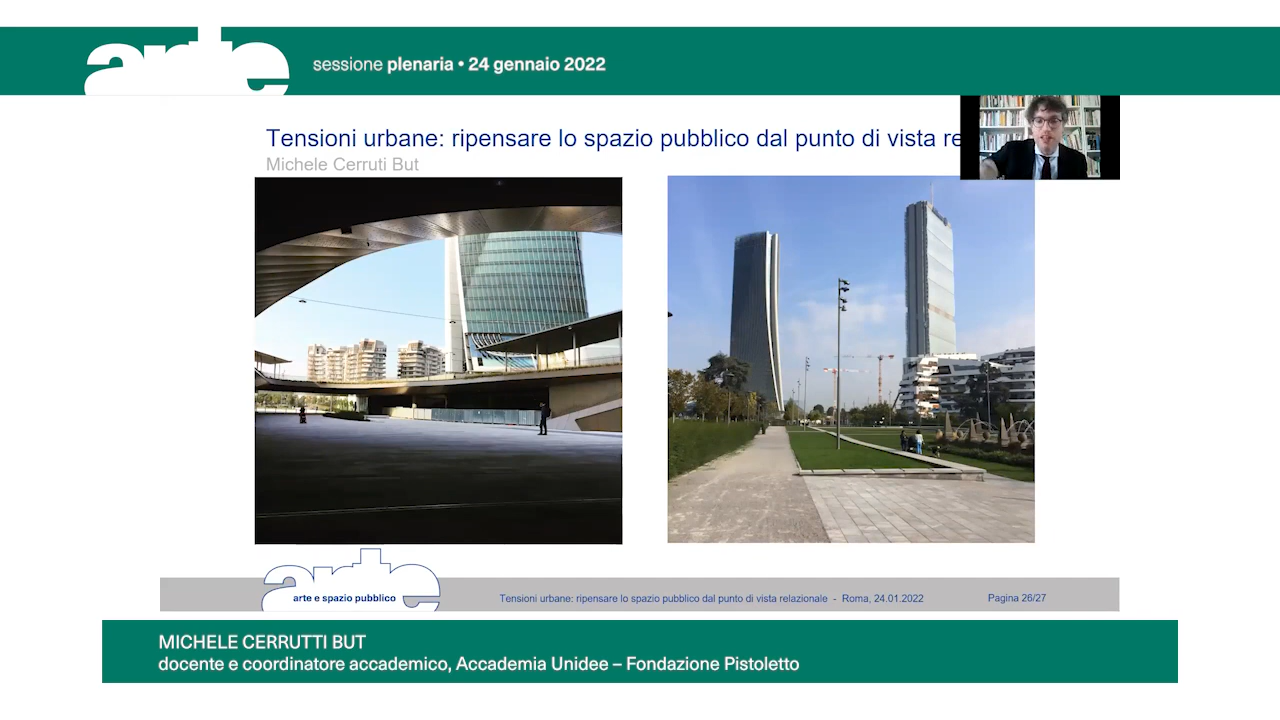 arte
sessione plenaria • 24 gennaio 2022
Tensioni urbane: ripensare lo spazio pubblico dal punto di vista re
Michele Cerruti But
arte
arte e spazio pubblico
Tensioni urbane: ripensare lo spazio pubblico dal punto di vista relazionale - Roma, 24.01.2022
Pagina 26/27
MICHELE CERRUTTI BUT
docente e coordinatore accademico, Accademia Unidee – Fondazione Pistoletto